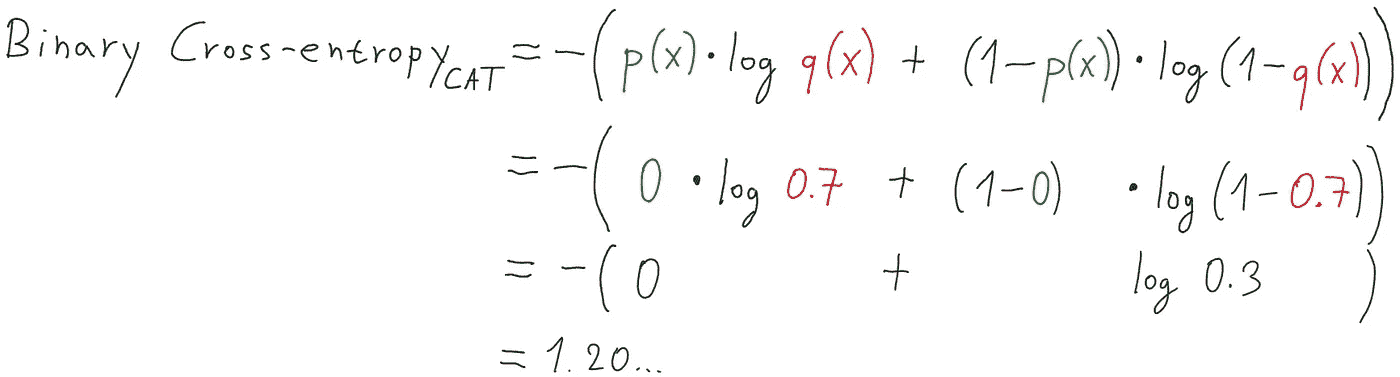 Binary Cross-entropy_CAT = -(p(x) · log q(x) + (1-p(x)) · log(1-q(x)))
= -(0 · log 0.7 + (1-0) · log(1-0.7))
= -(0 + log 0.3)
= 1.20...